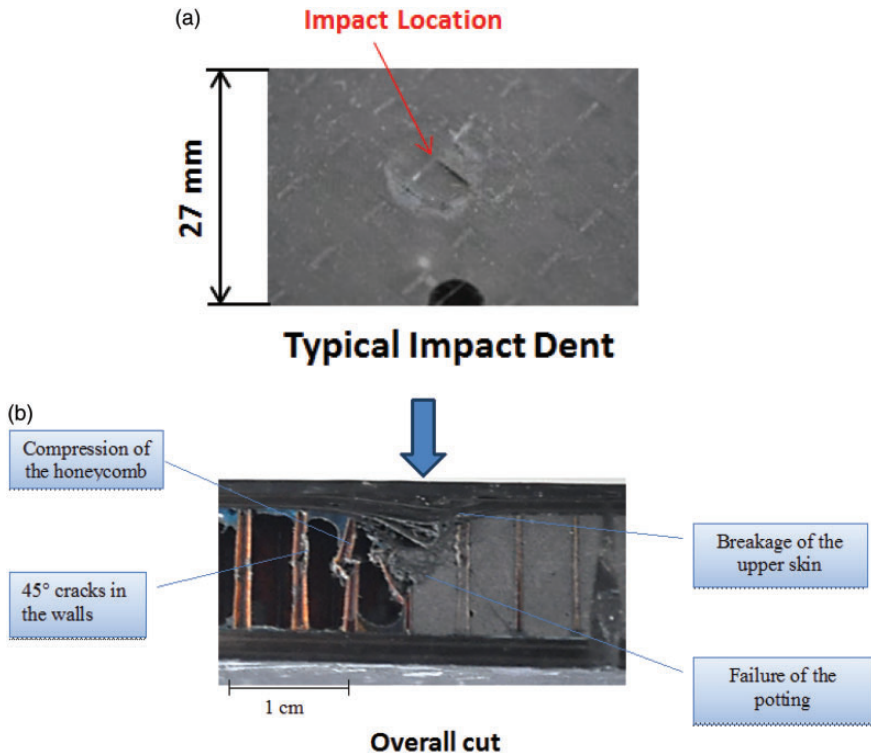 (a)
Impact Location
27 mm
Typical Impact Dent
(b)
Compression of
the honeycomb
45° cracks in
the walls
Breakage of the
upper skin
Failure of the
potting
1 cm
Overall cut